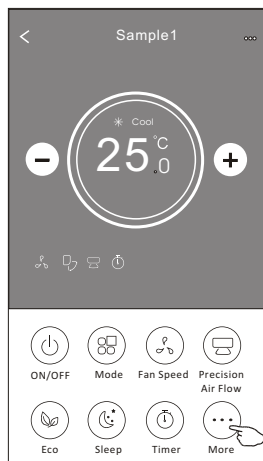 Sample1
Cool
25.0°C
ON/OFF Mode Fan Speed Precision
Air Flow
Eco Sleep Timer More